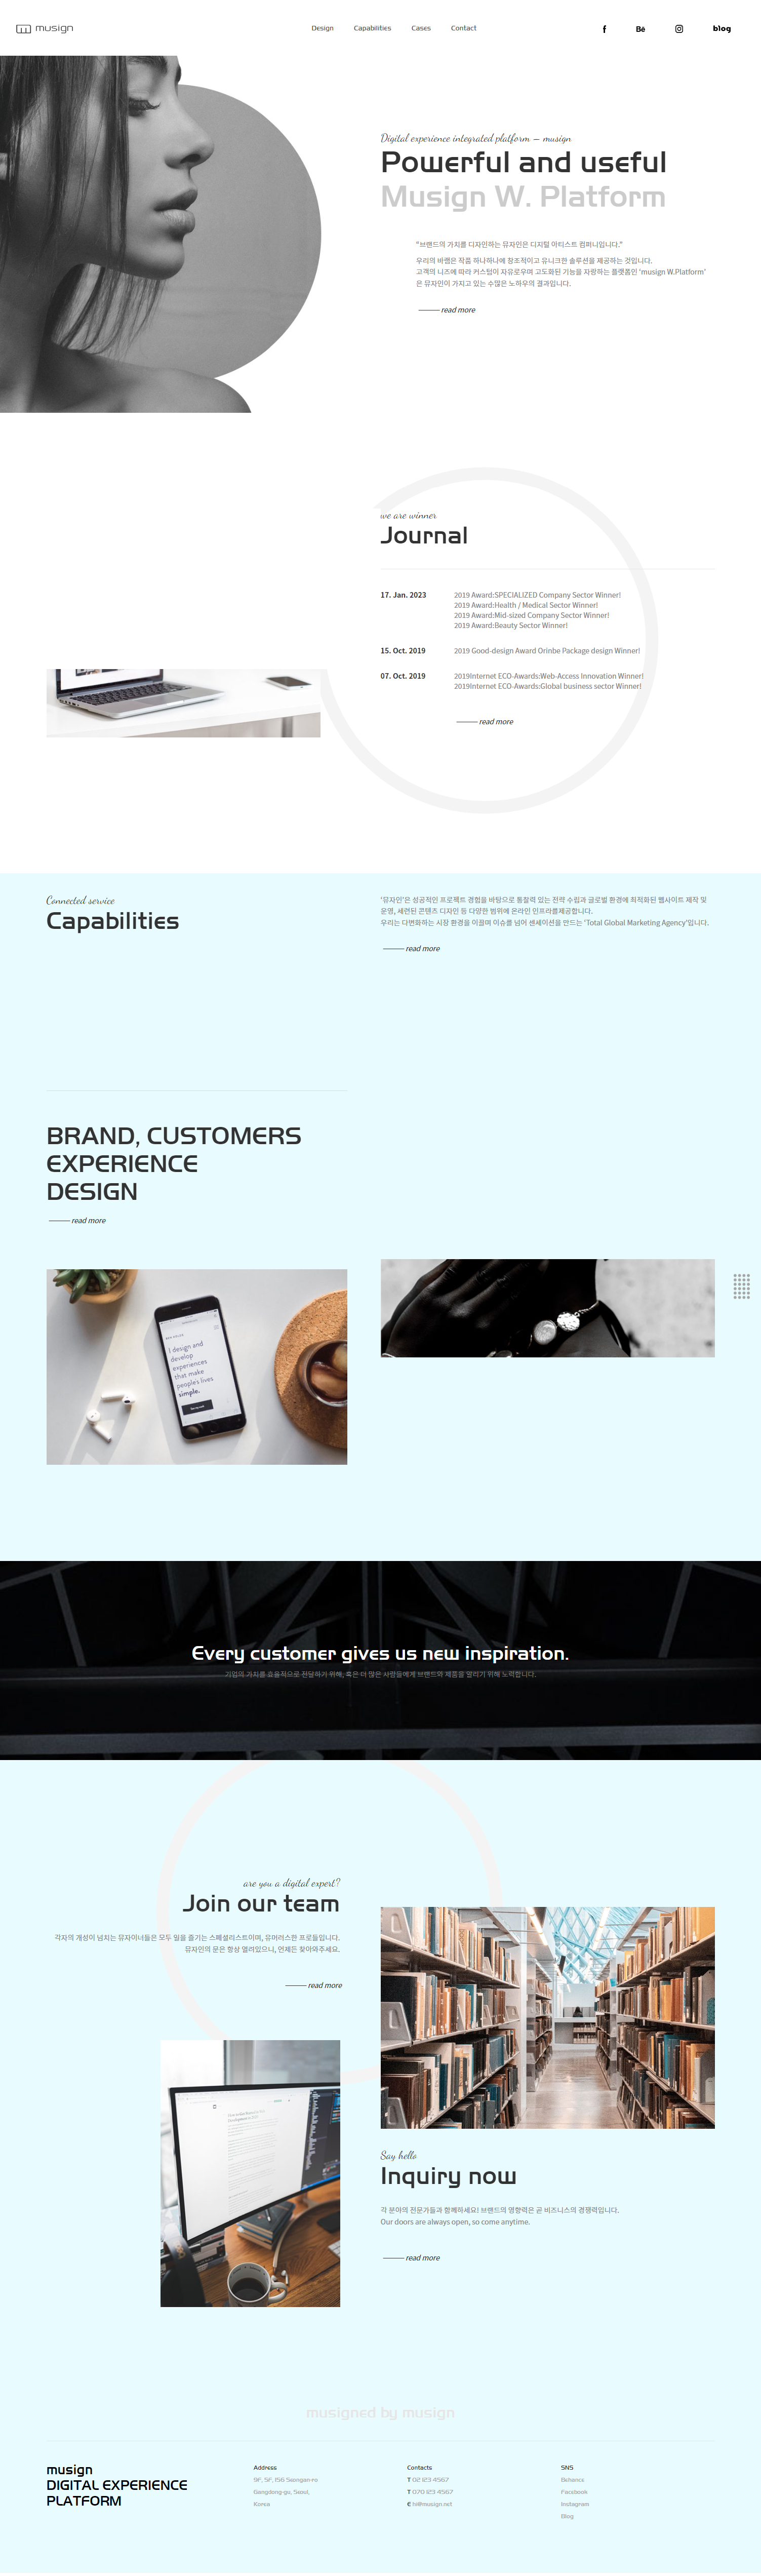 musign
Design Capabilities Cases Contact
f Bē blog
Digital experience integrated platform – musign
Powerful and useful
Musign W. Platform
"브랜드의 가치를 디자인하는 뮤자인은 디지털 아티스트 컴퍼니입니다."
우리의 바램은 작품 하나하나에 창조적이고 유니크한 솔루션을 제공하는 것입니다.
고객의 니즈에 따라 커스텀이 자유로우며 고도화된 기능을 자랑하는 플랫폼인 'musign W.Platform'
은 뮤자인이 가지고 있는 수많은 노하우의 결과입니다.
read more
we are winner
Journal
17. Jan. 2023 2019 Award:SPECIALIZED Company Sector Winner!
2019 Award:Health / Medical Sector Winner!
2019 Award:Mid-sized Company Sector Winner!
2019 Award:Beauty Sector Winner!
15. Oct. 2019 2019 Good-design Award Orinbe Package design Winner!
07. Oct. 2019 2019Internet ECO-Awards:Web-Access Innovation Winner!
2019Internet ECO-Awards:Global business sector Winner!
read more
Connected service
Capabilities
'뮤자인'은 성공적인 프로젝트 경험을 바탕으로 통찰력 있는 전략 수립과 글로벌 환경에 최적화된 웹사이트 제작 및
운영, 세련된 콘텐츠 디자인 등 다양한 범위에 온라인 인프라를제공합니다.
우리는 다변화하는 시장 환경을 이끌며 이슈를 넘어 센세이션을 만드는 'Total Global Marketing Agency'입니다.
read more
BRAND, CUSTOMERS
EXPERIENCE
DESIGN
read more
I design and
develop
experiences
that make
people's lives
simple.
Every customer gives us new inspiration.
기업의 가치를 효율적으로 전달하기 위해, 혹은 더 많은 사람들에게 브랜드와 제품을 알리기 위해 노력합니다.
are you a digital expert?
Join our team
각자의 개성이 넘치는 뮤자이너들은 모두 일을 즐기는 스페셜리스트이며, 유머러스한 프로들입니다.
뮤자인의 문은 항상 열려있으니, 언제든 찾아와주세요.
read more
Say hello
Inquiry now
각 분야의 전문가들과 함께하세요! 브랜드의 영향력은 곧 비즈니스의 경쟁력입니다.
Our doors are always open, so come anytime.
read more
musigned by musign
musign
DIGITAL EXPERIENCE
PLATFORM
Address
9F, 5F, 156 Seongan-ro
Gangdong-gu, Seoul,
Korea
Contacts
T 02 123 4567
T 070 123 4567
E hi@musign.net
SNS
Behance
Facebook
Instagram
Blog